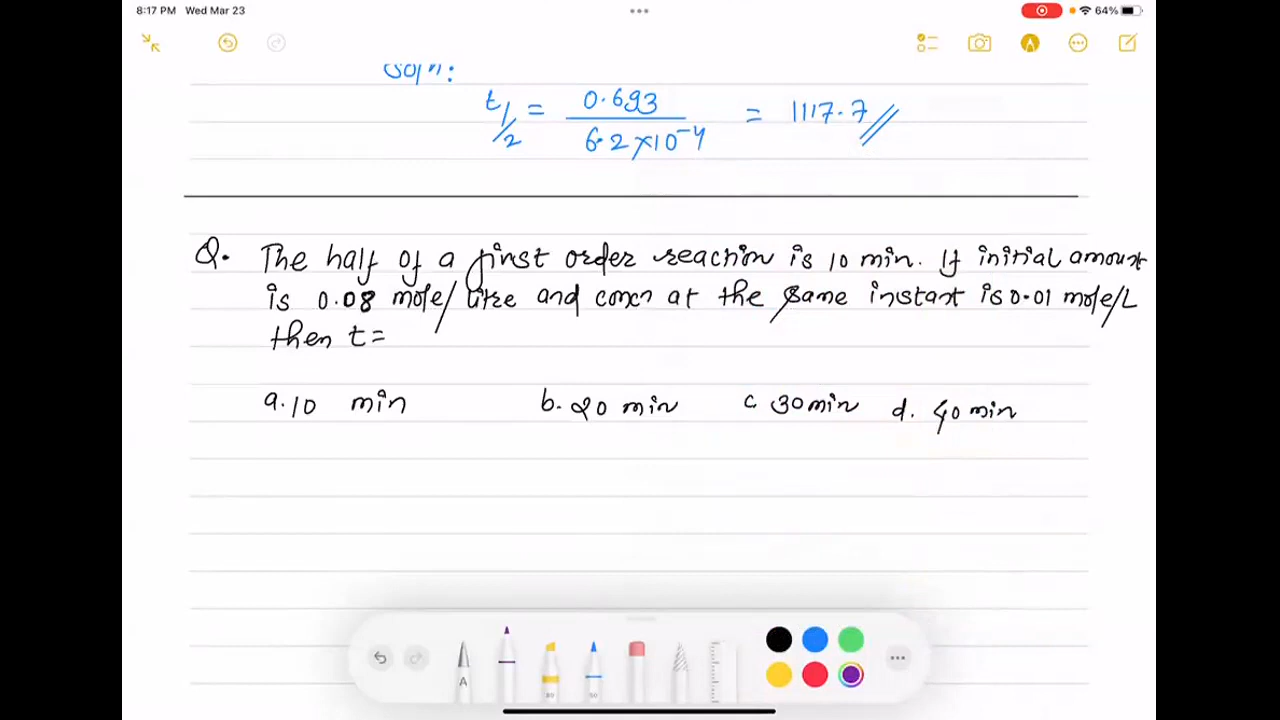 8:17 PM Wed Mar 23
64%
Soln:
t1/2 = 0.693 / 6.2×10⁻⁴ = 1117.7
Q. The half of a first order reaction is 10 min. If initial amount
is 0.08 mole/litre and concn at the same instant is 0.01 mole/L
then t=
a. 10 min b. 20 min c. 30 min d. 40 min
A
80
50